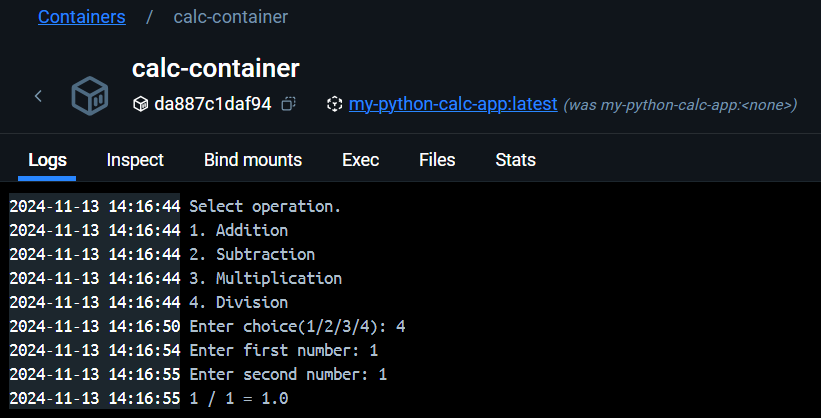 Containers / calc-container
calc-container
da887c1daf94 my-python-calc-app:latest (was my-python-calc-app:<none>)
Logs Inspect Bind mounts Exec Files Stats
2024-11-13 14:16:44 Select operation.
2024-11-13 14:16:44 1. Addition
2024-11-13 14:16:44 2. Subtraction
2024-11-13 14:16:44 3. Multiplication
2024-11-13 14:16:44 4. Division
2024-11-13 14:16:50 Enter choice(1/2/3/4): 4
2024-11-13 14:16:54 Enter first number: 1
2024-11-13 14:16:55 Enter second number: 1
2024-11-13 14:16:55 1 / 1 = 1.0